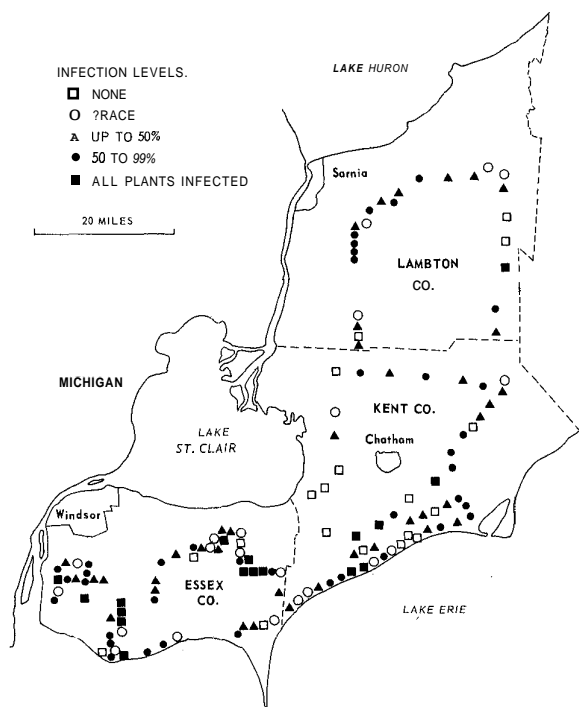 INFECTION LEVELS.
NONE
?RACE
UP TO 50%
50 TO 99%
ALL PLANTS INFECTED
20 MILES
LAKE HURON
Sarnia
LAMBTON
CO.
MICHIGAN
LAKE
ST. CLAIR
KENT CO.
Chatham
Windsor
ESSEX
CO.
LAKE ERIE